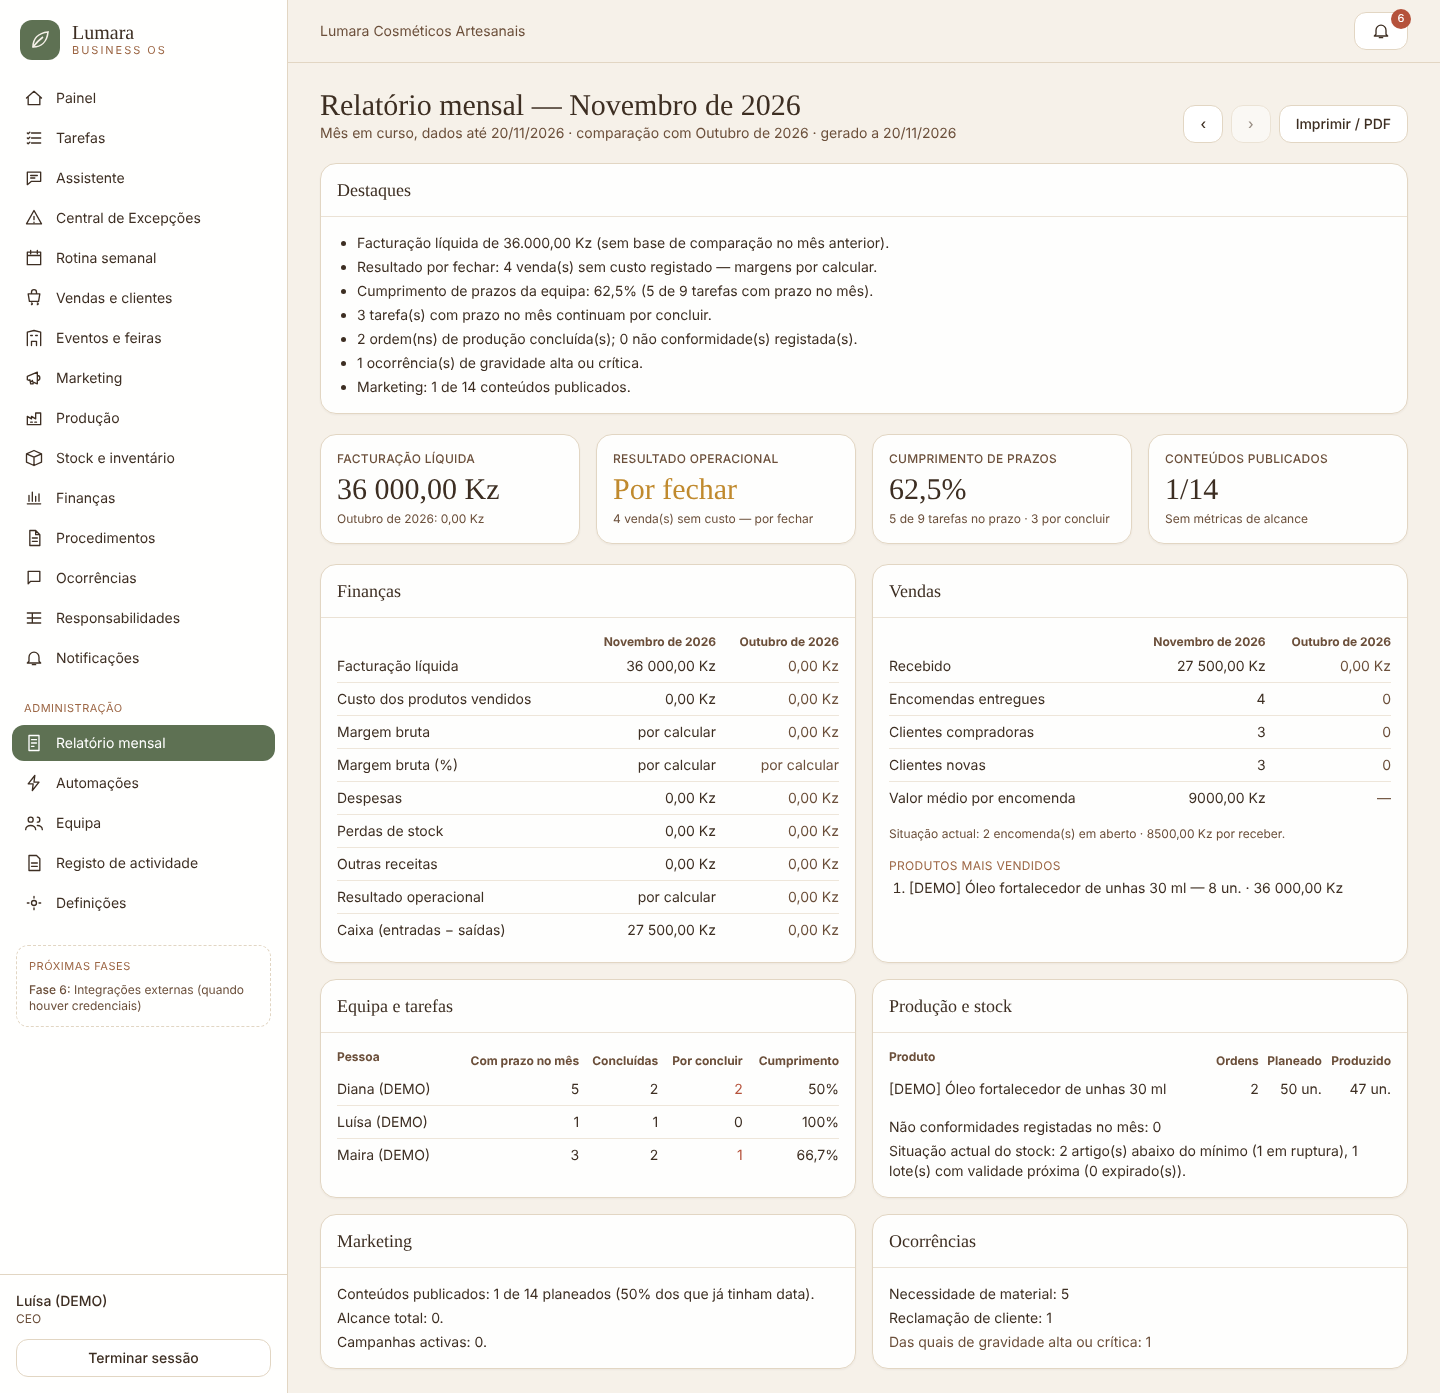 Lumara
BUSINESS OS
Painel
Tarefas
Assistente
Central de Excepções
Rotina semanal
Vendas e clientes
Eventos e feiras
Marketing
Produção
Stock e inventário
Finanças
Procedimentos
Ocorrências
Responsabilidades
Notificações
ADMINISTRAÇÃO
Relatório mensal
Automações
Equipa
Registo de actividade
Definições
PRÓXIMAS FASES
Fase 6: Integrações externas (quando
houver credenciais)
Luísa (DEMO)
CEO
Terminar sessão
Lumara Cosméticos Artesanais
6
Relatório mensal — Novembro de 2026
Mês em curso, dados até 20/11/2026 · comparação com Outubro de 2026 · gerado a 20/11/2026
‹ › Imprimir / PDF
Destaques
• Facturação líquida de 36.000,00 Kz (sem base de comparação no mês anterior).
• Resultado por fechar: 4 venda(s) sem custo registado — margens por calcular.
• Cumprimento de prazos da equipa: 62,5% (5 de 9 tarefas com prazo no mês).
• 3 tarefa(s) com prazo no mês continuam por concluir.
• 2 ordem(ns) de produção concluída(s); 0 não conformidade(s) registada(s).
• 1 ocorrência(s) de gravidade alta ou crítica.
• Marketing: 1 de 14 conteúdos publicados.
FACTURAÇÃO LÍQUIDA
36 000,00 Kz
Outubro de 2026: 0,00 Kz
RESULTADO OPERACIONAL
Por fechar
4 venda(s) sem custo — por fechar
CUMPRIMENTO DE PRAZOS
62,5%
5 de 9 tarefas no prazo · 3 por concluir
CONTEÚDOS PUBLICADOS
1/14
Sem métricas de alcance
Finanças
Novembro de 2026 Outubro de 2026
Facturação líquida 36 000,00 Kz 0,00 Kz
Custo dos produtos vendidos 0,00 Kz 0,00 Kz
Margem bruta por calcular 0,00 Kz
Margem bruta (%) por calcular por calcular
Despesas 0,00 Kz 0,00 Kz
Perdas de stock 0,00 Kz 0,00 Kz
Outras receitas 0,00 Kz 0,00 Kz
Resultado operacional por calcular 0,00 Kz
Caixa (entradas − saídas) 27 500,00 Kz 0,00 Kz
Vendas
Novembro de 2026 Outubro de 2026
Recebido 27 500,00 Kz 0,00 Kz
Encomendas entregues 4 0
Clientes compradoras 3 0
Clientes novas 3 0
Valor médio por encomenda 9000,00 Kz —
Situação actual: 2 encomenda(s) em aberto · 8500,00 Kz por receber.
PRODUTOS MAIS VENDIDOS
1. [DEMO] Óleo fortalecedor de unhas 30 ml — 8 un. · 36 000,00 Kz
Equipa e tarefas
Pessoa Com prazo no mês Concluídas Por concluir Cumprimento
Diana (DEMO) 5 2 2 50%
Luísa (DEMO) 1 1 0 100%
Maira (DEMO) 3 2 1 66,7%
Produção e stock
Produto Ordens Planeado Produzido
[DEMO] Óleo fortalecedor de unhas 30 ml 2 50 un. 47 un.
Não conformidades registadas no mês: 0
Situação actual do stock: 2 artigo(s) abaixo do mínimo (1 em ruptura), 1
lote(s) com validade próxima (0 expirado(s)).
Marketing
Conteúdos publicados: 1 de 14 planeados (50% dos que já tinham data).
Alcance total: 0.
Campanhas activas: 0.
Ocorrências
Necessidade de material: 5
Reclamação de cliente: 1
Das quais de gravidade alta ou crítica: 1